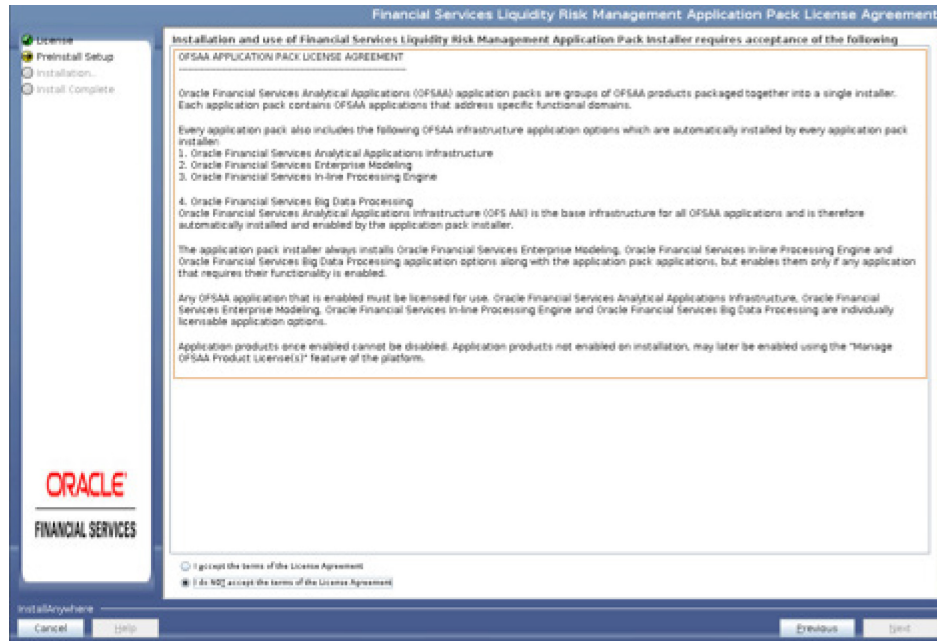 Financial Services Liquidity Risk Management Application Pack License Agreement
License
Preinstall Setup
Installation...
Install Complete
Installation and use of Financial Services Liquidity Risk Management Application Pack Installer requires acceptance of the following
OFSAA APPLICATION PACK LICENSE AGREEMENT
Oracle Financial Services Analytical Applications (OFSAA) application packs are groups of OFSAA products packaged together into a single installer.
Each application pack contains OFSAA applications that address specific functional domains.
Every application pack also includes the following OFSAA infrastructure application options which are automatically installed by every application pack
installer:
1. Oracle Financial Services Analytical Applications Infrastructure
2. Oracle Financial Services Enterprise Modeling
3. Oracle Financial Services In-line Processing Engine
4. Oracle Financial Services Big Data Processing
Oracle Financial Services Analytical Applications Infrastructure (OFS AAI) is the base infrastructure for all OFSAA applications and is therefore
automatically installed and enabled by the application pack installer.
The application pack installer always installs Oracle Financial Services Enterprise Modeling, Oracle Financial Services In-line Processing Engine and
Oracle Financial Services Big Data Processing application options along with the application pack applications, but enables them only if any application
that requires their functionality is enabled.
Any OFSAA application that is enabled must be licensed for use. Oracle Financial Services Analytical Applications Infrastructure, Oracle Financial
Services Enterprise Modeling, Oracle Financial Services In-line Processing Engine and Oracle Financial Services Big Data Processing are individually
licensable application options.
Application products once enabled cannot be disabled. Application products not enabled on installation, may later be enabled using the "Manage
OFSAA Product License(s)" feature of the platform.
ORACLE
FINANCIAL SERVICES
I accept the terms of the License Agreement
I do NOT accept the terms of the License Agreement
InstallAnywhere
Cancel
Help
Previous
Next